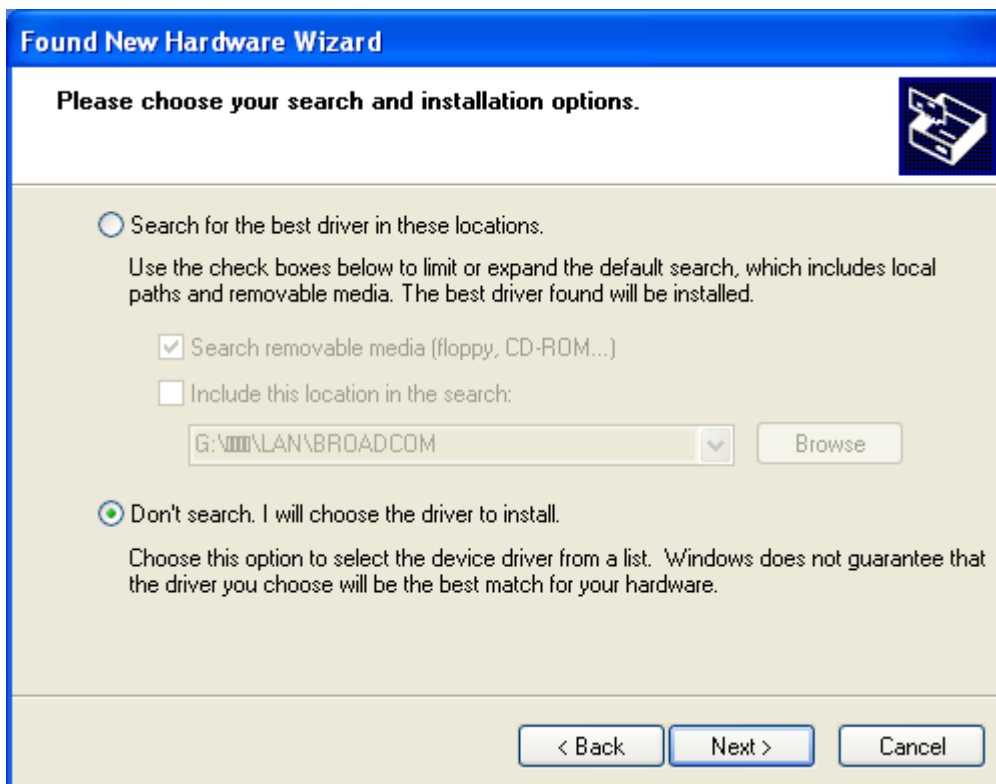 Found New Hardware Wizard
Please choose your search and installation options.
Search for the best driver in these locations.
Use the check boxes below to limit or expand the default search, which includes local
paths and removable media. The best driver found will be installed.
Search removable media (floppy, CD-ROM...)
Include this location in the search:
G:\▯▯▯▯\LAN\BROADCOM
Browse
Don't search. I will choose the driver to install.
Choose this option to select the device driver from a list. Windows does not guarantee that
the driver you choose will be the best match for your hardware.
< Back
Next >
Cancel